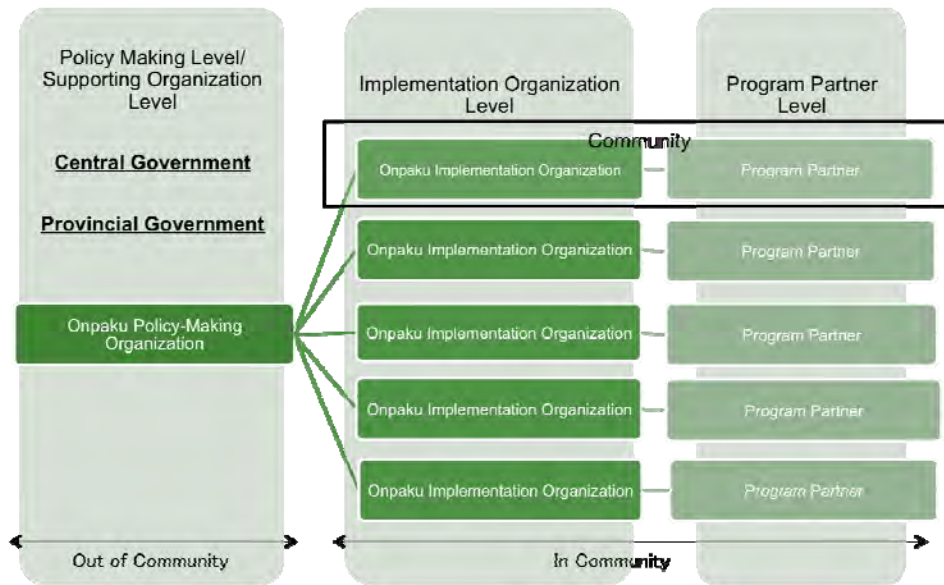 Policy Making Level/
Supporting Organization
Level
Central Government
Provincial Government
Onpaku Policy-Making
Organization
Out of Community
Implementation Organization
Level
Program Partner
Level
Community
Onpaku Implementation Organization
Program Partner
Onpaku Implementation Organization
Program Partner
Onpaku Implementation Organization
Program Partner
Onpaku Implementation Organization
Program Partner
Onpaku Implementation Organization
Program Partner
In Community